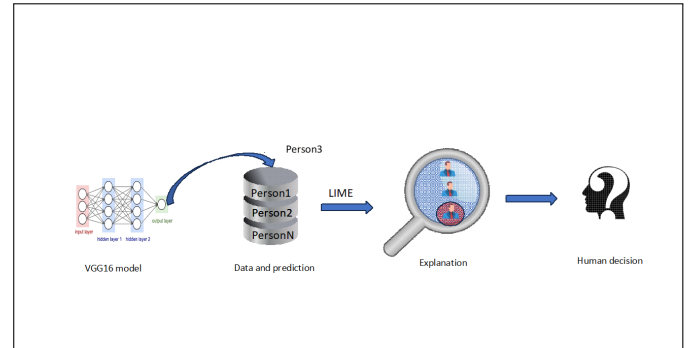 Person3
Person1
LIME
Person2
PersonN
input layer
hidden layer 1 hidden layer 2
output layer
VGG16 model
Data and prediction
Explanation
Human decision